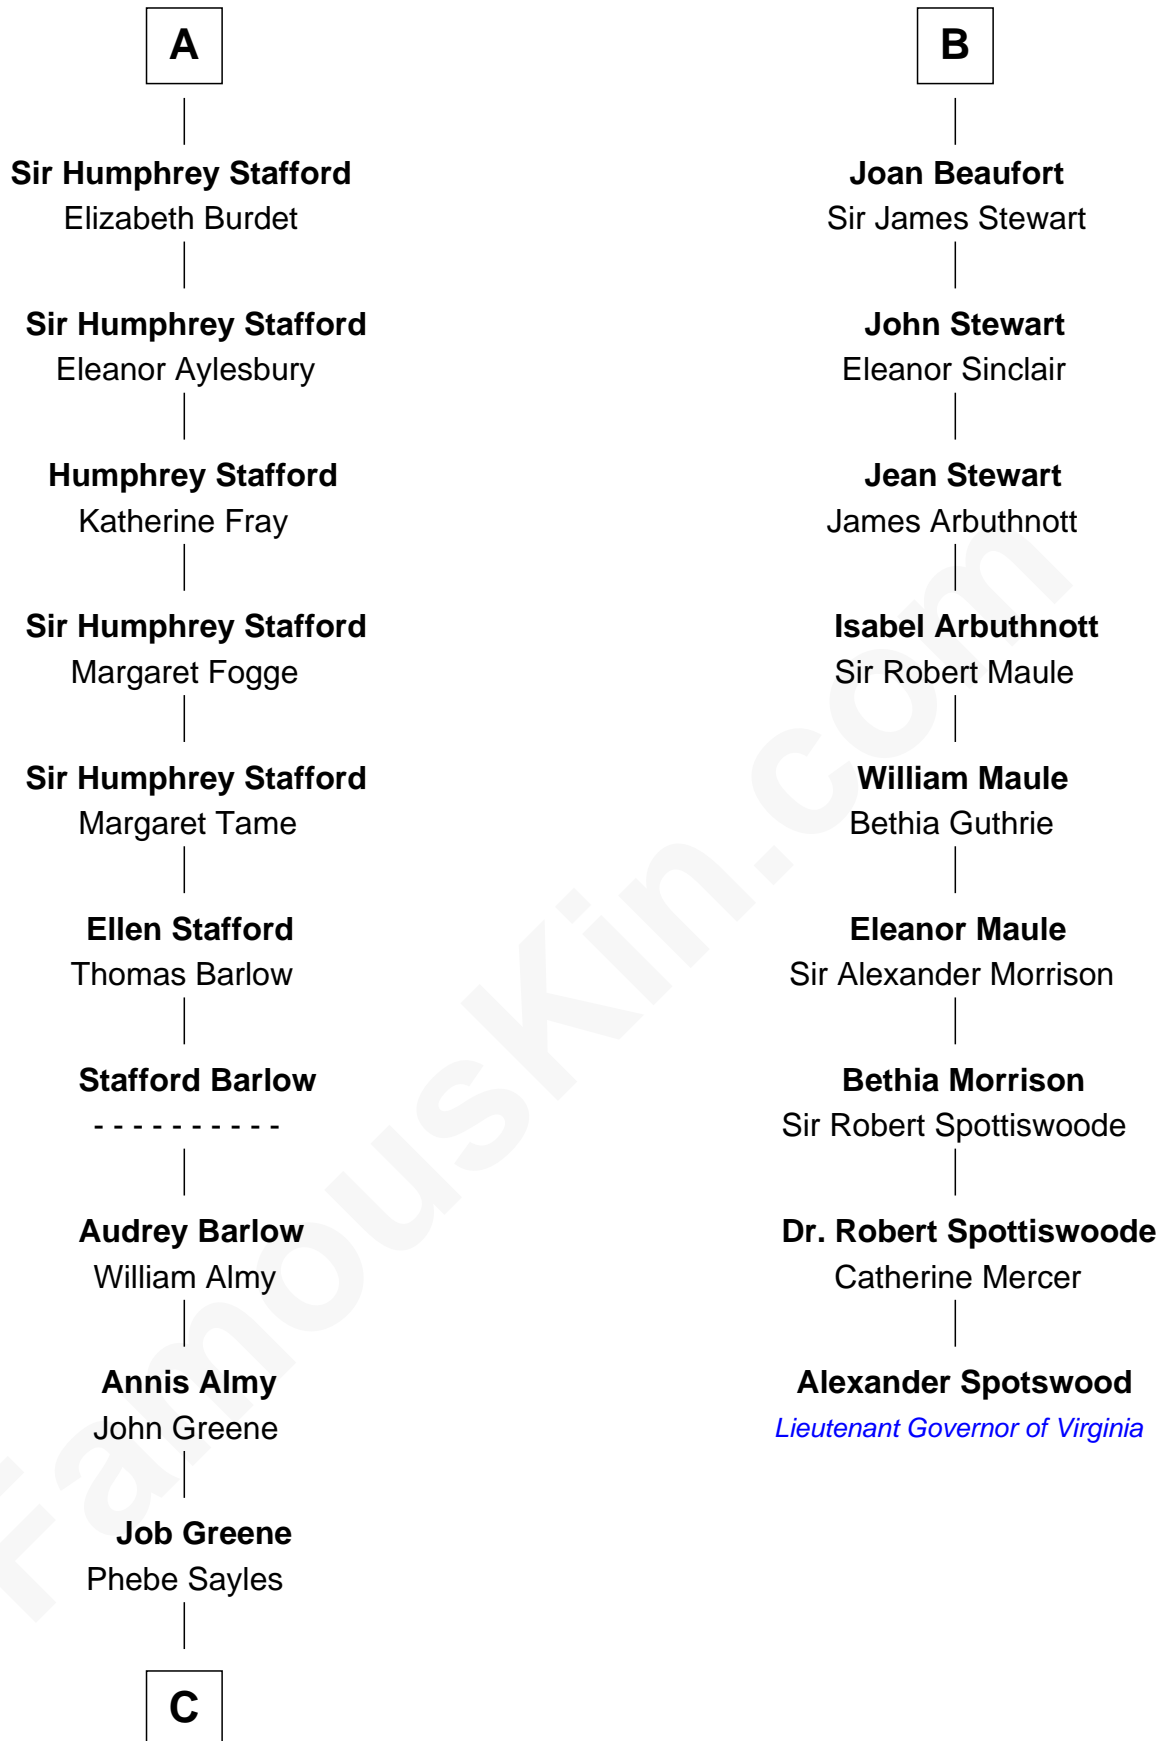 A
Sir Humphrey Stafford
Elizabeth Burdet
Sir Humphrey Stafford
Eleanor Aylesbury
Humphrey Stafford
Katherine Fray
Sir Humphrey Stafford
Margaret Fogge
Sir Humphrey Stafford
Margaret Tame
Ellen Stafford
Thomas Barlow
Stafford Barlow
- - - - - - - - - -
Audrey Barlow
William Almy
Annis Almy
John Greene
Job Greene
Phebe Sayles
C
B
Joan Beaufort
Sir James Stewart
John Stewart
Eleanor Sinclair
Jean Stewart
James Arbuthnott
Isabel Arbuthnott
Sir Robert Maule
William Maule
Bethia Guthrie
Eleanor Maule
Sir Alexander Morrison
Bethia Morrison
Sir Robert Spottiswoode
Dr. Robert Spottiswoode
Catherine Mercer
Alexander Spotswood
Lieutenant Governor of Virginia
FamousKin.com